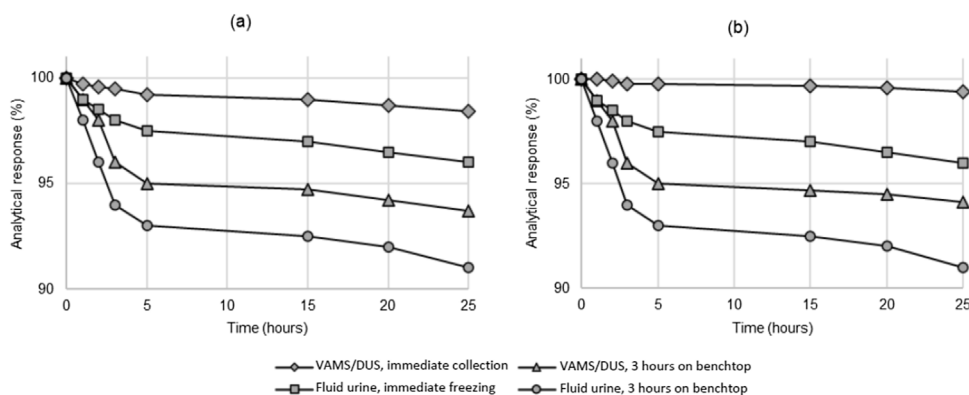 (a)
100
95
90
Analytical response (%)
0 5 10 15 20 25
Time (hours)
(b)
100
95
90
Analytical response (%)
0 5 10 15 20 25
Time (hours)
VAMS/DUS, immediate collection
VAMS/DUS, 3 hours on benchtop
Fluid urine, immediate freezing
Fluid urine, 3 hours on benchtop